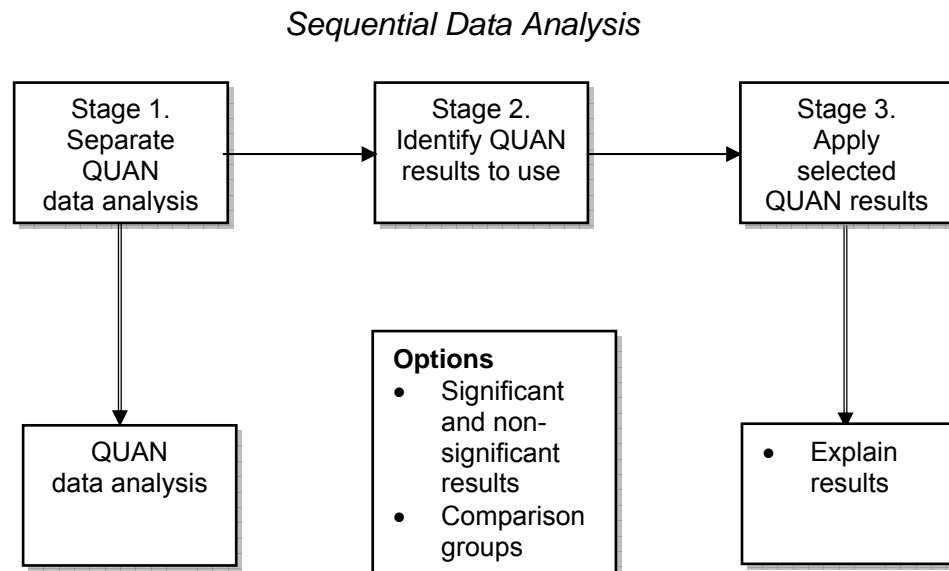 Sequential Data Analysis
Stage 1.
Separate
QUAN
data analysis
Stage 2.
Identify QUAN
results to use
Stage 3.
Apply
selected
QUAN results
QUAN
data analysis
Options
• Significant
and non-
significant
results
• Comparison
groups
• Explain
results